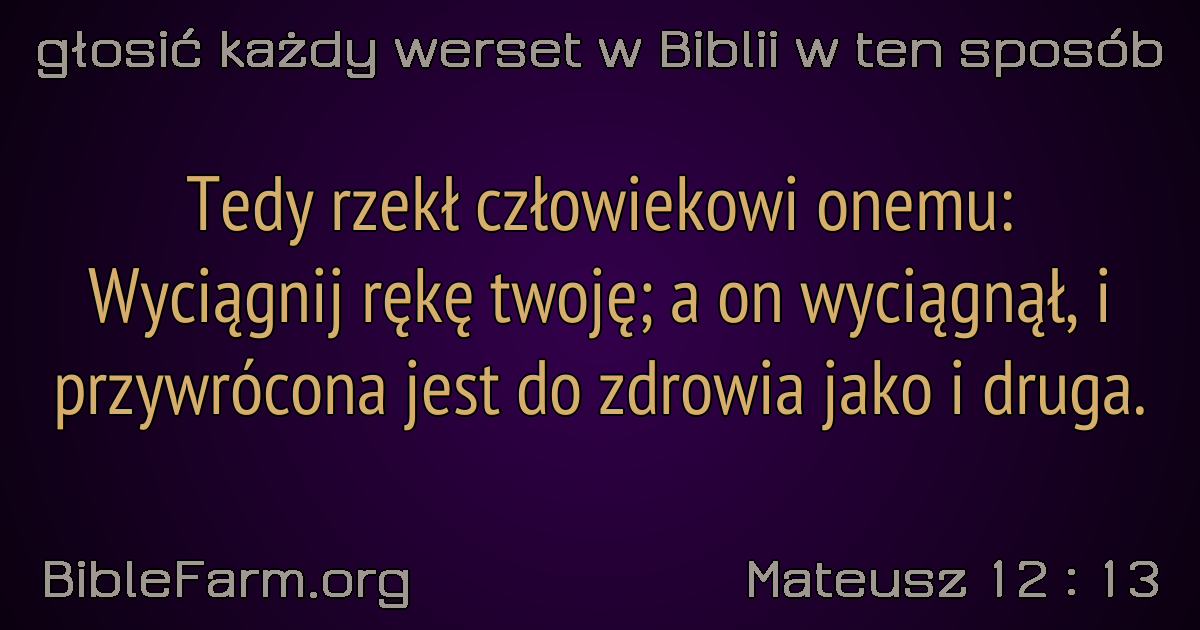 głosić każdy werset w Biblii w ten sposób
Tedy rzekł człowiekowi onemu:
Wyciągnij rękę twoję; a on wyciągnął, i
przywrócona jest do zdrowia jako i druga.
BibleFarm.org
Mateusz 12 : 13